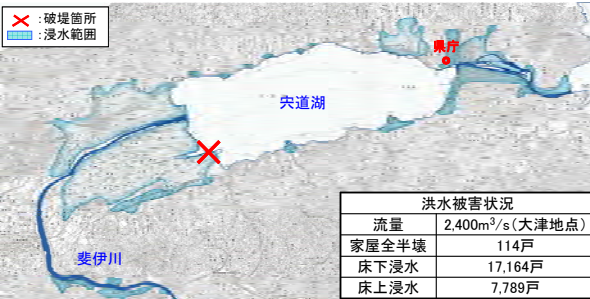 ：破堤箇所
：浸水範囲
県庁
宍道湖
斐伊川
洪水被害状況
流量 2,400m³/s(大津地点)
家屋全半壊 114戸
床下浸水 17,164戸
床上浸水 7,789戸